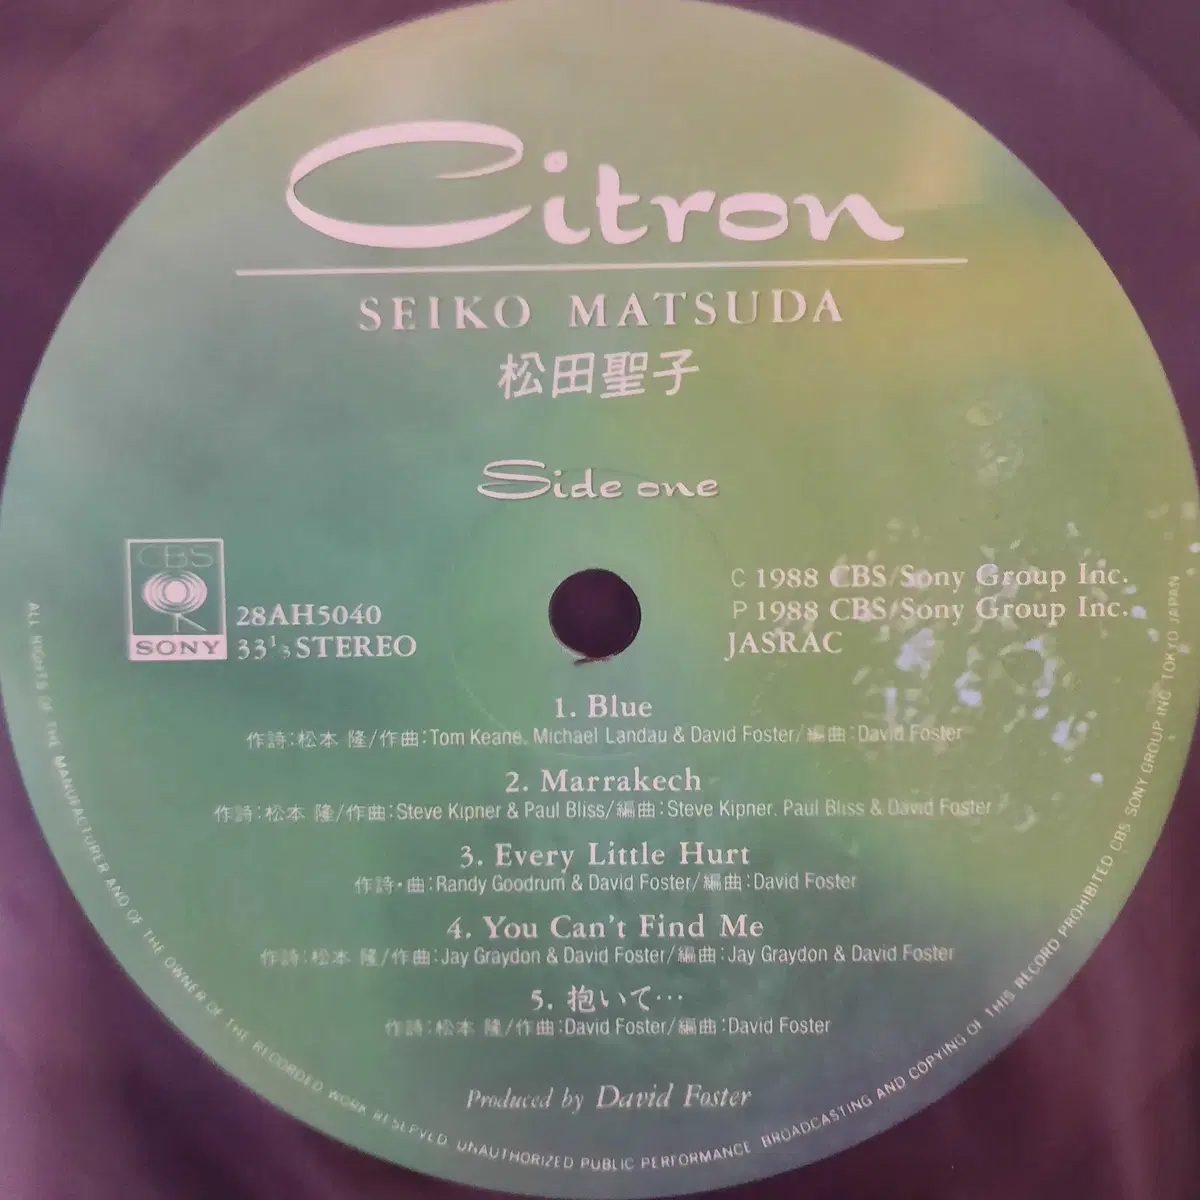 Citron
SEIKO MATSUDA
松田聖子
Side one
CBS
SONY
28AH5040
33 1/3 STEREO
C 1988 CBS/Sony Group Inc.
P 1988 CBS/Sony Group Inc.
JASRAC
1. Blue
作詩:松本 隆/作曲:Tom Keane, Michael Landau & David Foster/編曲:David Foster
2. Marrakech
作詩:松本 隆/作曲:Steve Kipner & Paul Bliss/編曲:Steve Kipner, Paul Bliss & David Foster
3. Every Little Hurt
作詩・曲:Randy Goodrum & David Foster/編曲:David Foster
4. You Can't Find Me
作詩:松本 隆/作曲:Jay Graydon & David Foster/編曲:Jay Graydon & David Foster
5. 抱いて…
作詩:松本 隆/作曲:David Foster/編曲:David Foster
Produced by David Foster
ALL RIGHTS OF THE MANUFACTURER AND OF THE OWNER OF THE RECORDED WORK RESERVED. UNAUTHORIZED PUBLIC PERFORMANCE BROADCASTING AND COPYING OF THIS RECORD PROHIBITED CBS SONY GROUP INC. TOKYO JAPAN